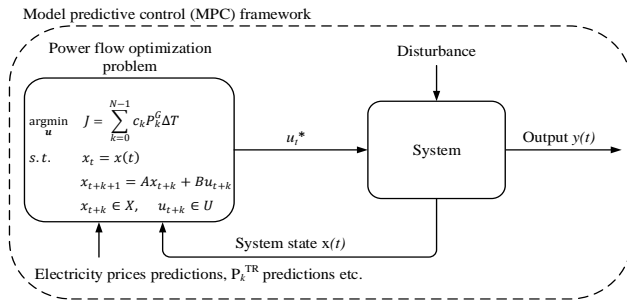 Model predictive control (MPC) framework
Power flow optimization
problem
argmin u J = ∑_{k=0}^{N-1} c_k P_k^G ΔT
s.t. x_t = x(t)
x_{t+k+1} = Ax_{t+k} + Bu_{t+k}
x_{t+k} ∈ X, u_{t+k} ∈ U
u_t*
Disturbance
System
Output y(t)
System state x(t)
Electricity prices predictions, P_k^TR predictions etc.